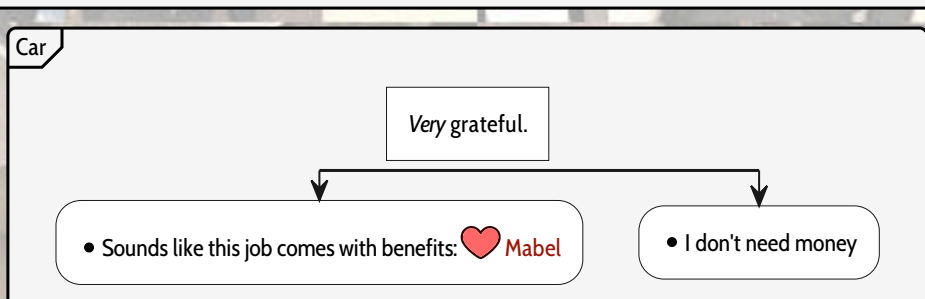 Car
Very grateful.
• Sounds like this job comes with benefits: ❤ Mabel
• I don't need money